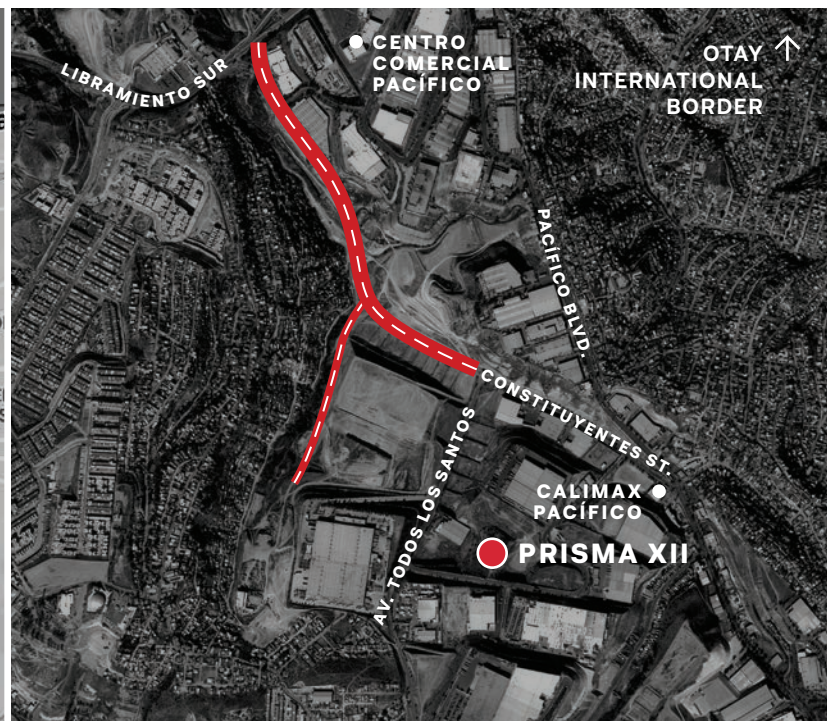 LIBRAMIENTO SUR
CENTRO
COMERCIAL
PACÍFICO
OTAY
INTERNATIONAL
BORDER
PACÍFICO BLVD.
CONSTITUYENTES ST.
AV. TODOS LOS SANTOS
CALIMAX
PACÍFICO
PRISMA XII